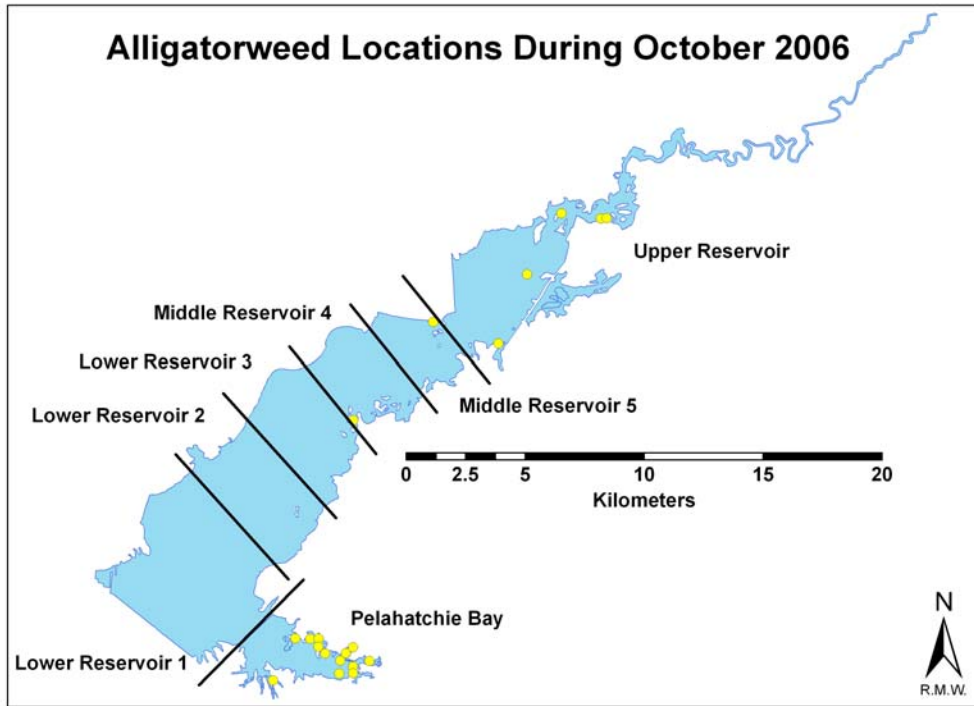 Alligatorweed Locations During October 2006
Upper Reservoir
Middle Reservoir 4
Lower Reservoir 3
Middle Reservoir 5
Lower Reservoir 2
0 2.5 5 10 15 20
Kilometers
Pelahatchie Bay
Lower Reservoir 1
N
R.M.W.